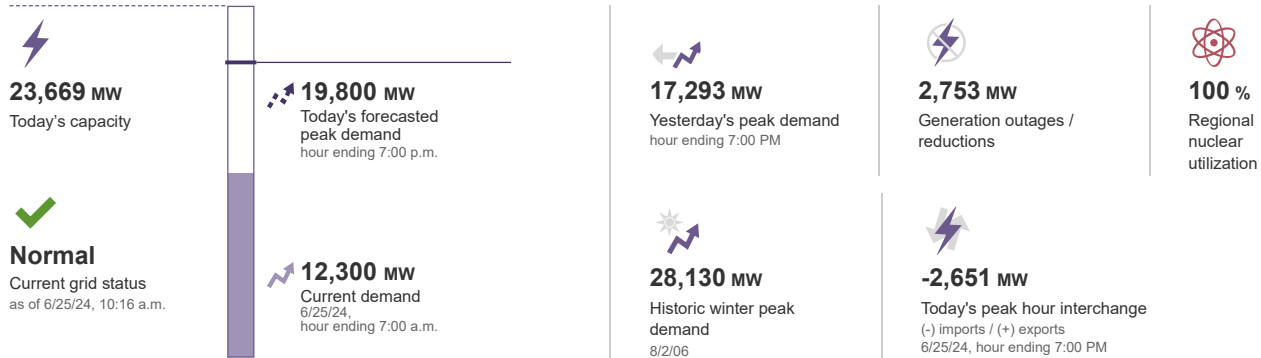 23,669 MW
Today's capacity
Normal
Current grid status
as of 6/25/24, 10:16 a.m.
19,800 MW
Today's forecasted
peak demand
hour ending 7:00 p.m.
12,300 MW
Current demand
6/25/24,
hour ending 7:00 a.m.
17,293 MW
Yesterday's peak demand
hour ending 7:00 PM
2,753 MW
Generation outages /
reductions
100 %
Regional
nuclear
utilization
28,130 MW
Historic winter peak
demand
8/2/06
-2,651 MW
Today's peak hour interchange
(-) imports / (+) exports
6/25/24, hour ending 7:00 PM